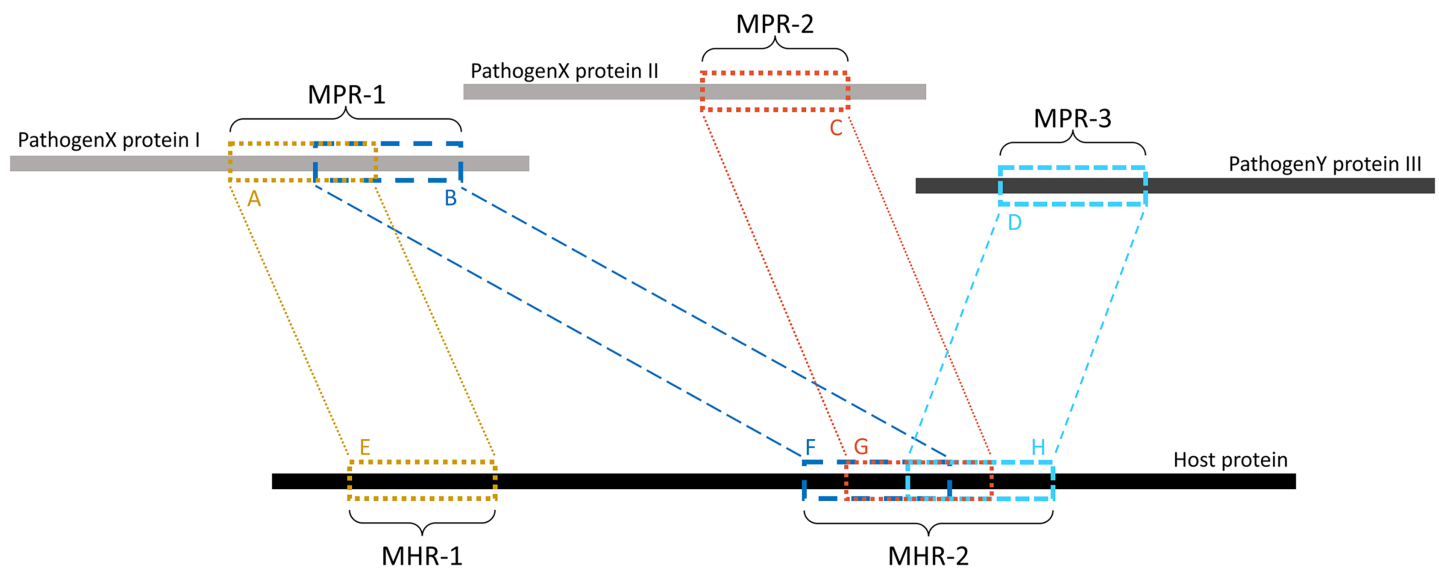 MPR-2
PathogenX protein II
MPR-1
C
MPR-3
PathogenX protein I
PathogenY protein III
A
B
D
E
F
G
H
Host protein
MHR-1
MHR-2